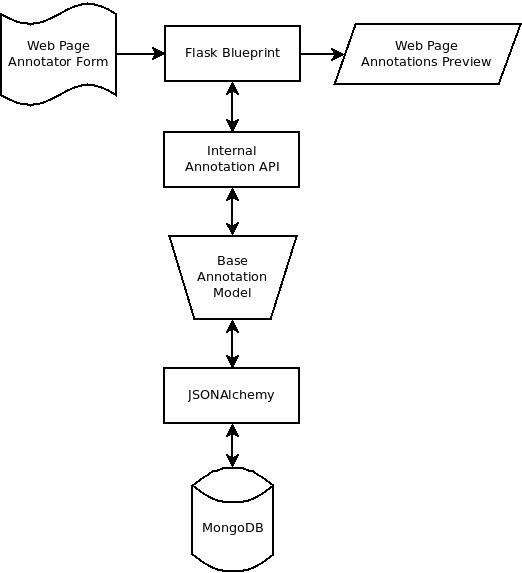 Web Page
Annotator Form
Flask Blueprint
Web Page
Annotations Preview
Internal
Annotation API
Base
Annotation
Model
JSONAlchemy
MongoDB